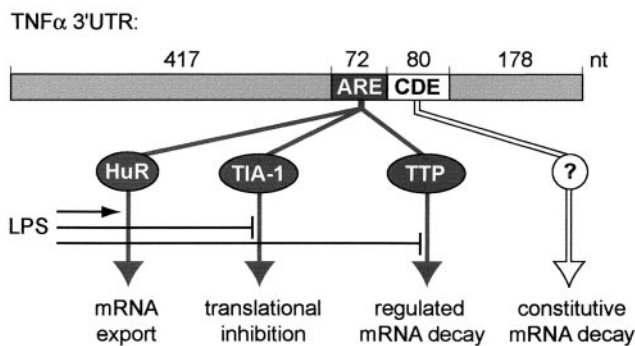 TNFα 3'UTR:
417 72 80 178 nt
ARE CDE
HuR TIA-1 TTP ?
LPS
mRNA export
translational inhibition
regulated mRNA decay
constitutive mRNA decay